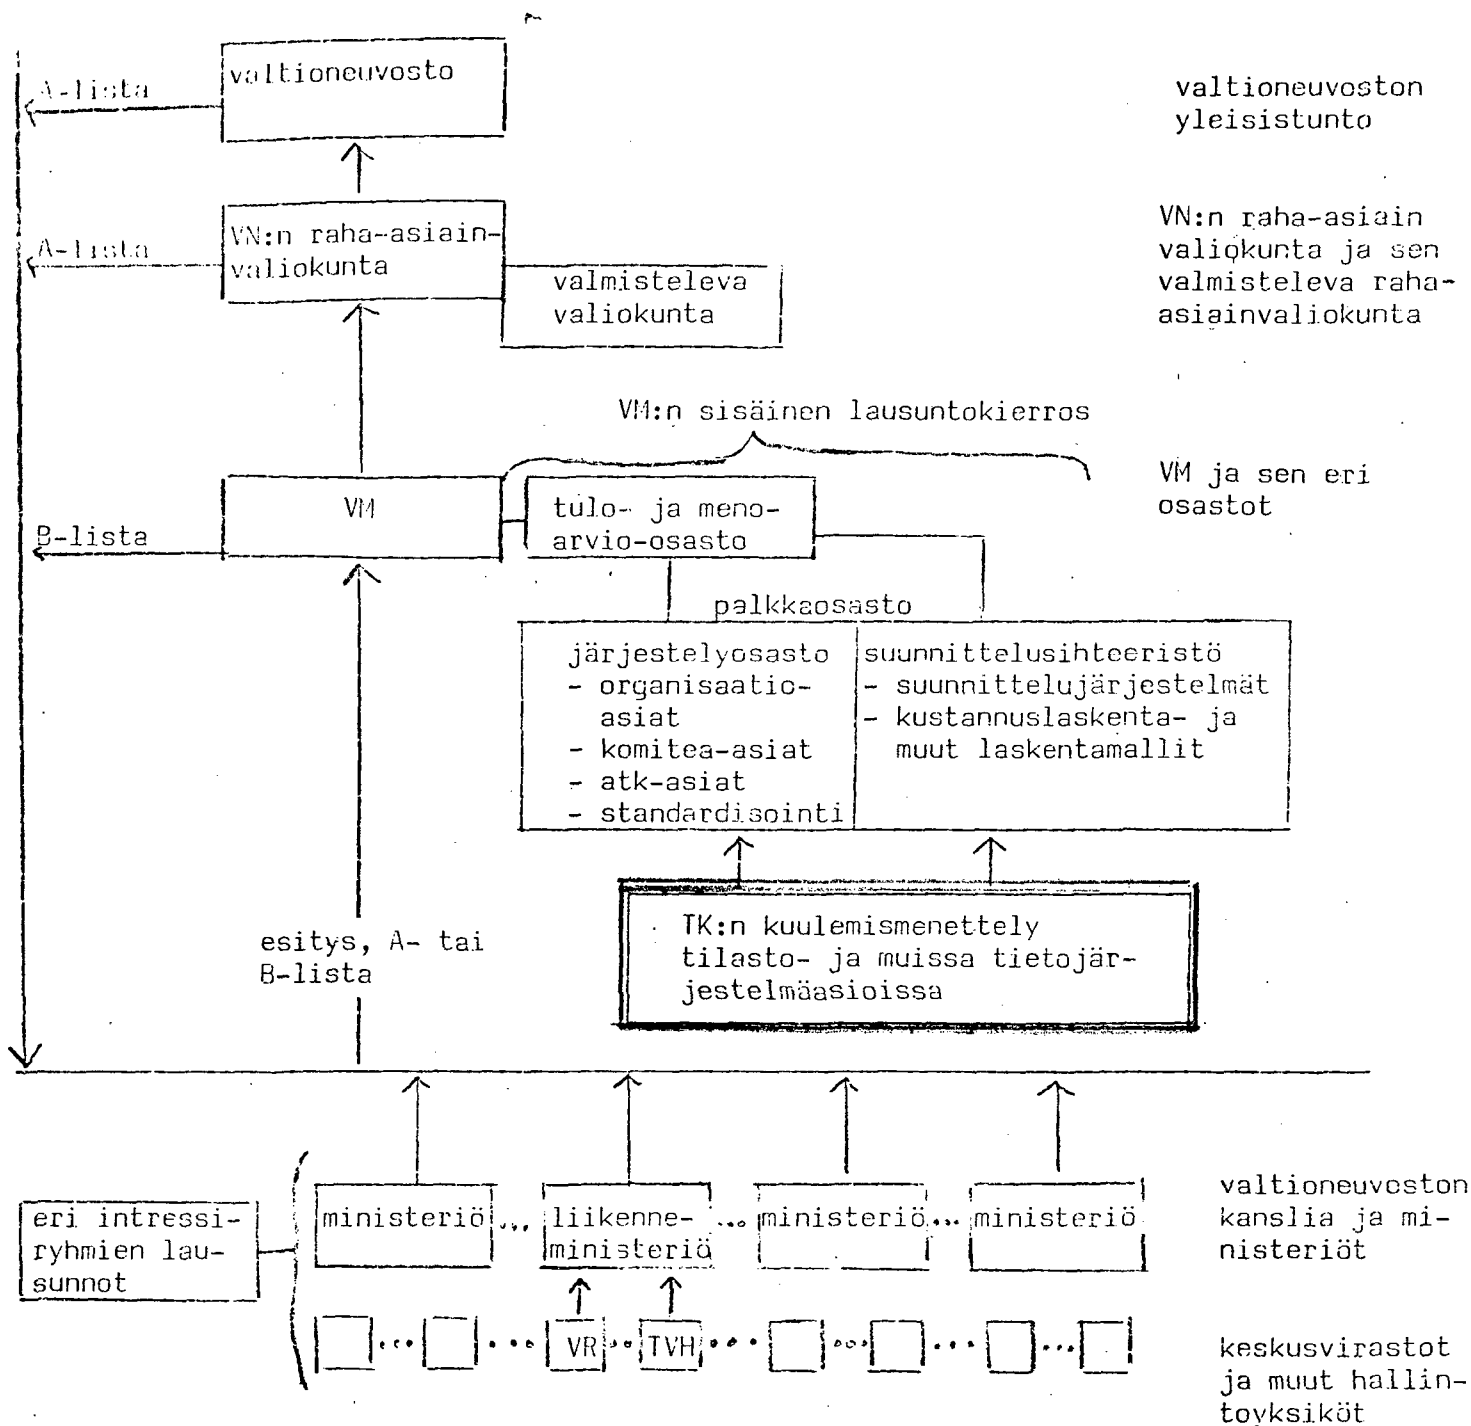 valtioneuvosto
A-lista
valtioneuvoston
yleisistunto
VN:n raha-asiain-
valiokunta
A-lista
valmisteleva
valiokunta
VN:n raha-asiain
valiokunta ja sen
valmisteleva raha-
asiainvaliokunta
VM:n sisäinen lausuntokierros
VM
tulo- ja meno-
arvio-osasto
B-lista
VM ja sen eri
osastot
palkkaosasto
järjestelyosasto
- organisaatio-
asiat
- komitea-asiat
- atk-asiat
- standardisointi
suunnittelusihteeristö
- suunnittelujärjestelmät
- kustannuslaskenta- ja
muut laskentamallit
TK:n kuulemismenettely
tilasto- ja muissa tietojär-
jestelmäasioissa
esitys, A- tai
B-lista
eri intressi-
ryhmien lau-
sunnot
ministeriö ... liikenne- ... ministeriö ... ministeriö
ministeriö
valtioneuvoston
kanslia ja mi-
nisteriöt
... ... VR .. TVH ... ... ... ...
keskusvirastot
ja muut hallin-
toyksiköt